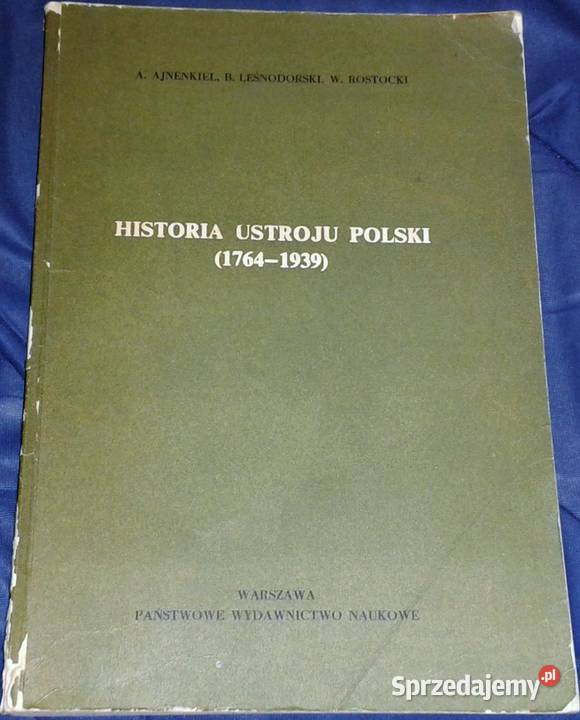 A. AJNENKIEL, B. LEŚNODORSKI, W. ROSTOCKI
HISTORIA USTROJU POLSKI
(1764—1939)
WARSZAWA
PAŃSTWOWE WYDAWNICTWO NAUKOWE
Sprzedajemy.pl